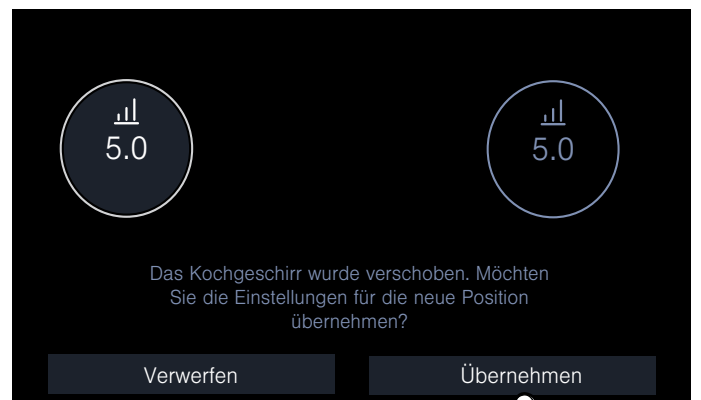 5.0
5.0
Das Kochgeschirr wurde verschoben. Möchten
Sie die Einstellungen für die neue Position
übernehmen?
Verwerfen
Übernehmen